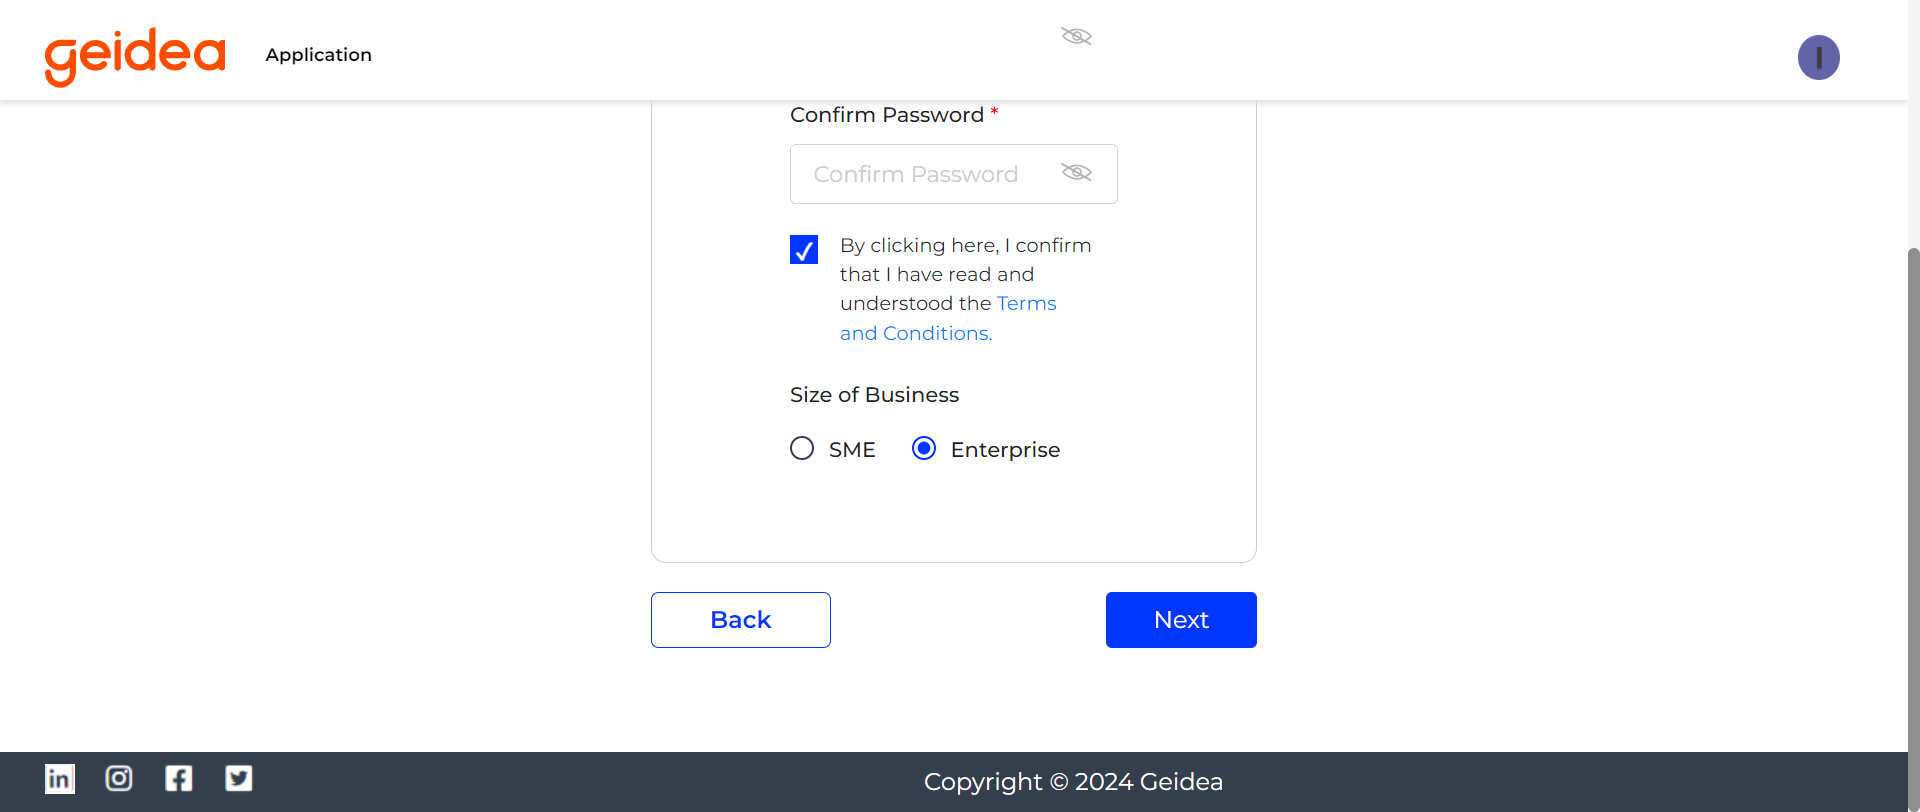 geidea
Application
I
Confirm Password *
Confirm Password
By clicking here, I confirm
that I have read and
understood the Terms
and Conditions.
Size of Business
SME
Enterprise
Back
Next
in
Copyright © 2024 Geidea